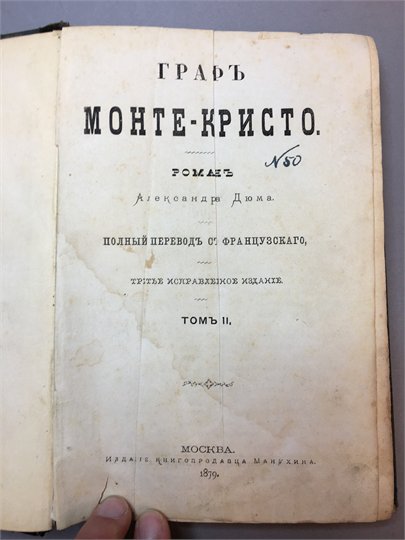 ГРАФЪ
МОНТЕ-КРИСТО.
№50
РОМАНЪ
Александра Дюма.
ПОЛНЫЙ ПЕРЕВОДЪ СЪ ФРАНЦУЗСКАГО,
ТРЕТЬЕ ИСПРАВЛЕННОЕ ИЗДАНІЕ.
ТОМЪ II.
МОСКВА.
ИЗДАНІЕ КНИГОПРОДАВЦА МАНУХИНА.
1879.